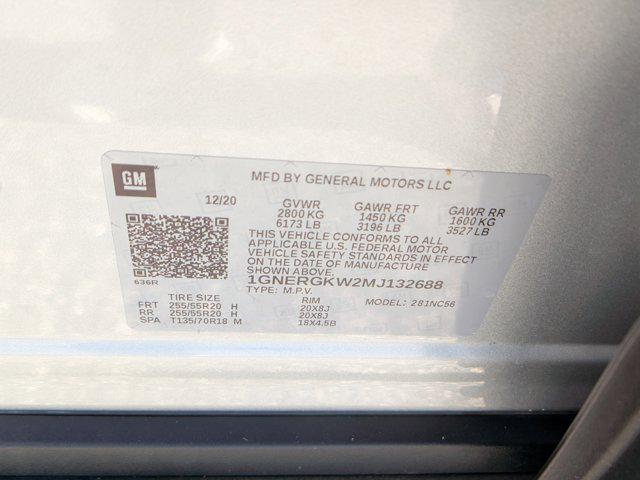 GM
MFD BY GENERAL MOTORS LLC
12/20 GVWR GAWR FRT GAWR RR
2800 KG 1450 KG 1600 KG
6173 LB 3196 LB 3527 LB
THIS VEHICLE CONFORMS TO ALL
APPLICABLE U.S. FEDERAL MOTOR
VEHICLE SAFETY STANDARDS IN EFFECT
ON THE DATE OF MANUFACTURE
SHOWN ABOVE.
636R 1GNERGKW2MJ132688
TYPE: M.P.V. MODEL: 281NC56
TIRE SIZE RIM
FRT 255/55R20 H 20X8J
RR 255/55R20 H 20X8J
SPA T135/70R18 M 18X4.5B